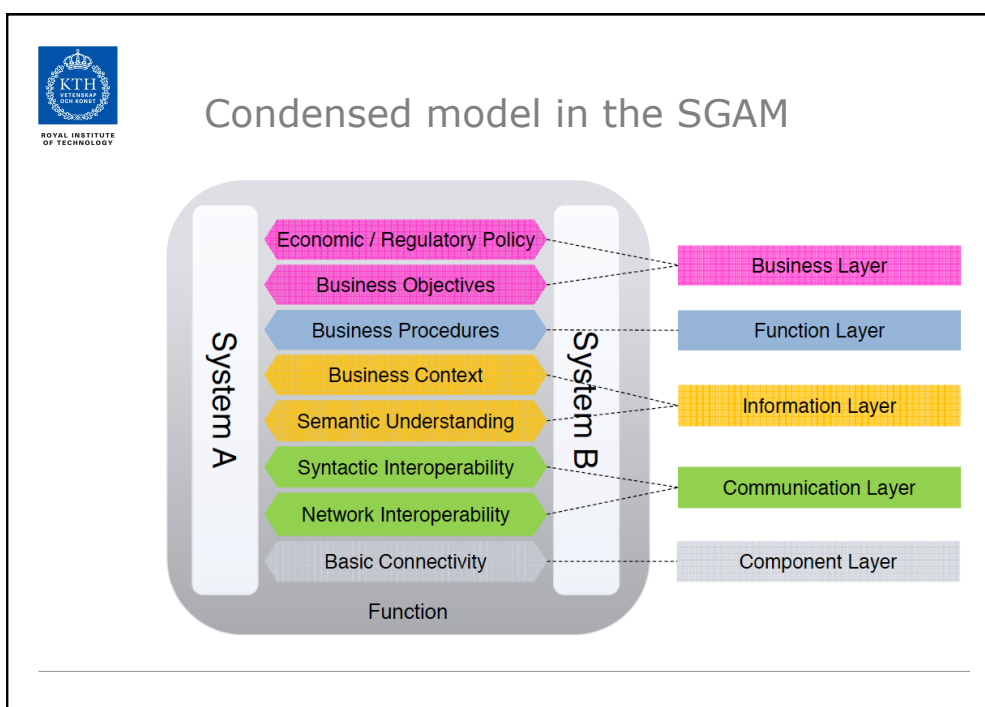 KTH
VETENSKAP
OCH KONST
ROYAL INSTITUTE
OF TECHNOLOGY
Condensed model in the SGAM
System A
System B
Economic / Regulatory Policy
Business Objectives
Business Procedures
Business Context
Semantic Understanding
Syntactic Interoperability
Network Interoperability
Basic Connectivity
Function
Business Layer
Function Layer
Information Layer
Communication Layer
Component Layer